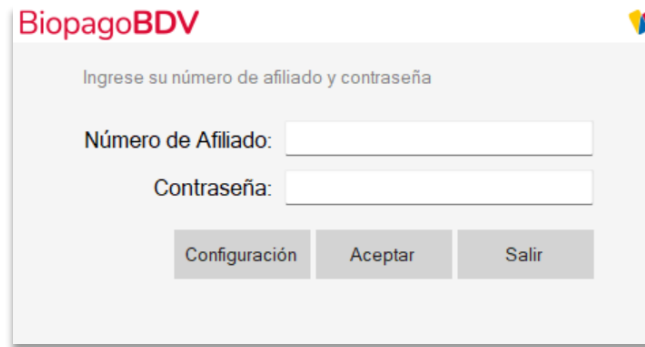 BiopagoBDV
Ingrese su número de afiliado y contraseña
Número de Afiliado:
Contraseña:
Configuración Aceptar Salir